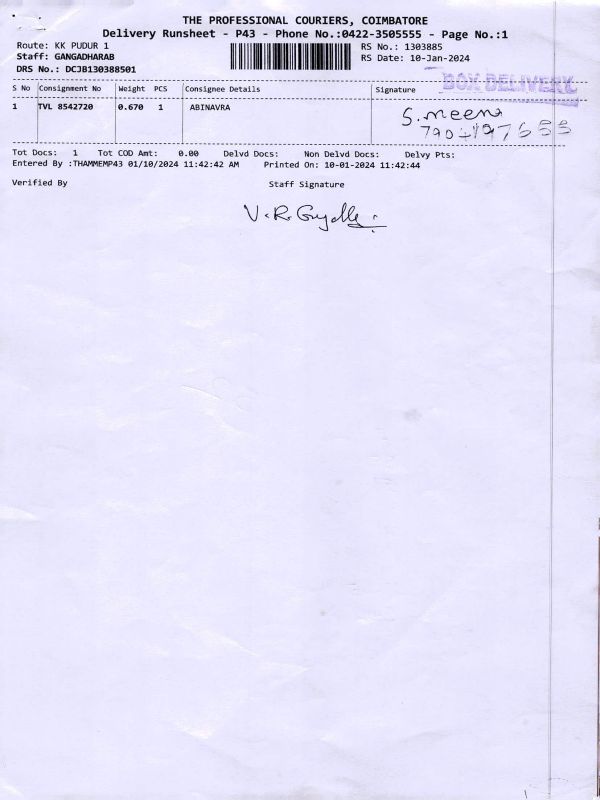 THE PROFESSIONAL COURIERS, COIMBATORE
Delivery Runsheet - P43 - Phone No.:0422-3505555 - Page No.:1
Route: KK PUDUR 1 RS No.: 1303885
Staff: GANGADHARAB RS Date: 10-Jan-2024
DRS No.: DCJB130388501
BOX DELIVERY
S No Consignment No Weight PCS Consignee Details Signature
1 TVL 8542720 0.670 1 ABINAVRA
S. meena
Tot Docs: 1 Tot COD Amt: 0.00 Delvd Docs: Non Delvd Docs: Delvy Pts:
Entered By :THAMMEMP43 01/10/2024 11:42:42 AM Printed On: 10-01-2024 11:42:44
Verified By Staff Signature